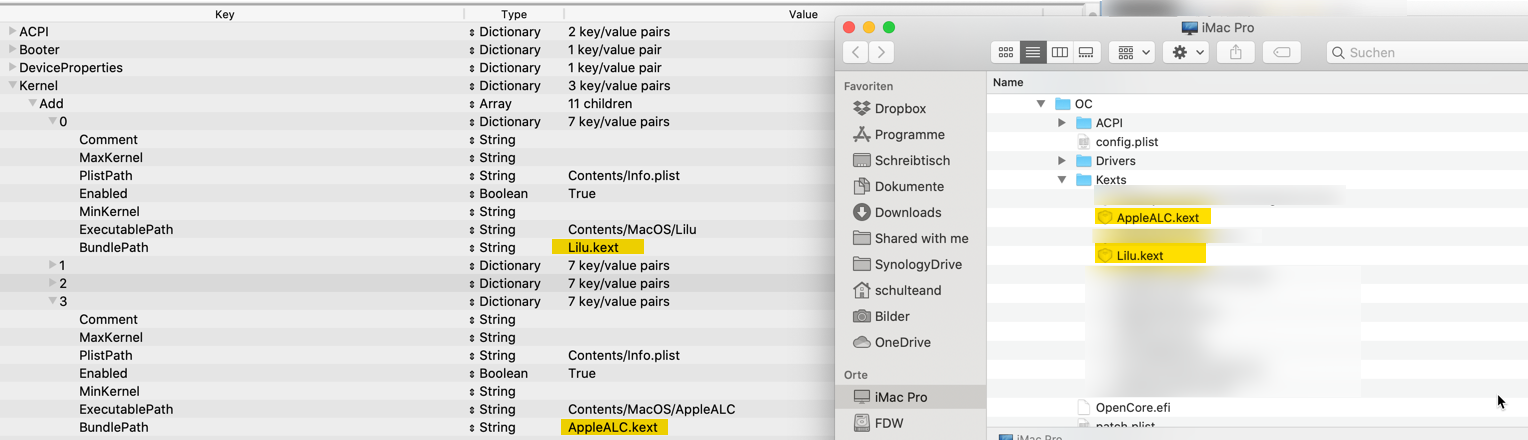 Key Type Value
ACPI Dictionary 2 key/value pairs
Booter Dictionary 1 key/value pair
DeviceProperties Dictionary 1 key/value pair
Kernel Dictionary 3 key/value pairs
Add Array 11 children
0 Dictionary 7 key/value pairs
Comment String
MaxKernel String
PlistPath String Contents/Info.plist
Enabled Boolean True
MinKernel String
ExecutablePath String Contents/MacOS/Lilu
BundlePath String Lilu.kext
1 Dictionary 7 key/value pairs
2 Dictionary 7 key/value pairs
3 Dictionary 7 key/value pairs
Comment String
MaxKernel String
PlistPath String Contents/Info.plist
Enabled Boolean True
MinKernel String
ExecutablePath String Contents/MacOS/AppleALC
BundlePath String AppleALC.kext
iMac Pro
Suchen
Favoriten
Dropbox
Programme
Schreibtisch
Dokumente
Downloads
Shared with me
SynologyDrive
schulteand
Bilder
OneDrive
Orte
iMac Pro
FDW
Name
OC
ACPI
config.plist
Drivers
Kexts
AppleALC.kext
Lilu.kext
OpenCore.efi
patch.plist
iMac Pro